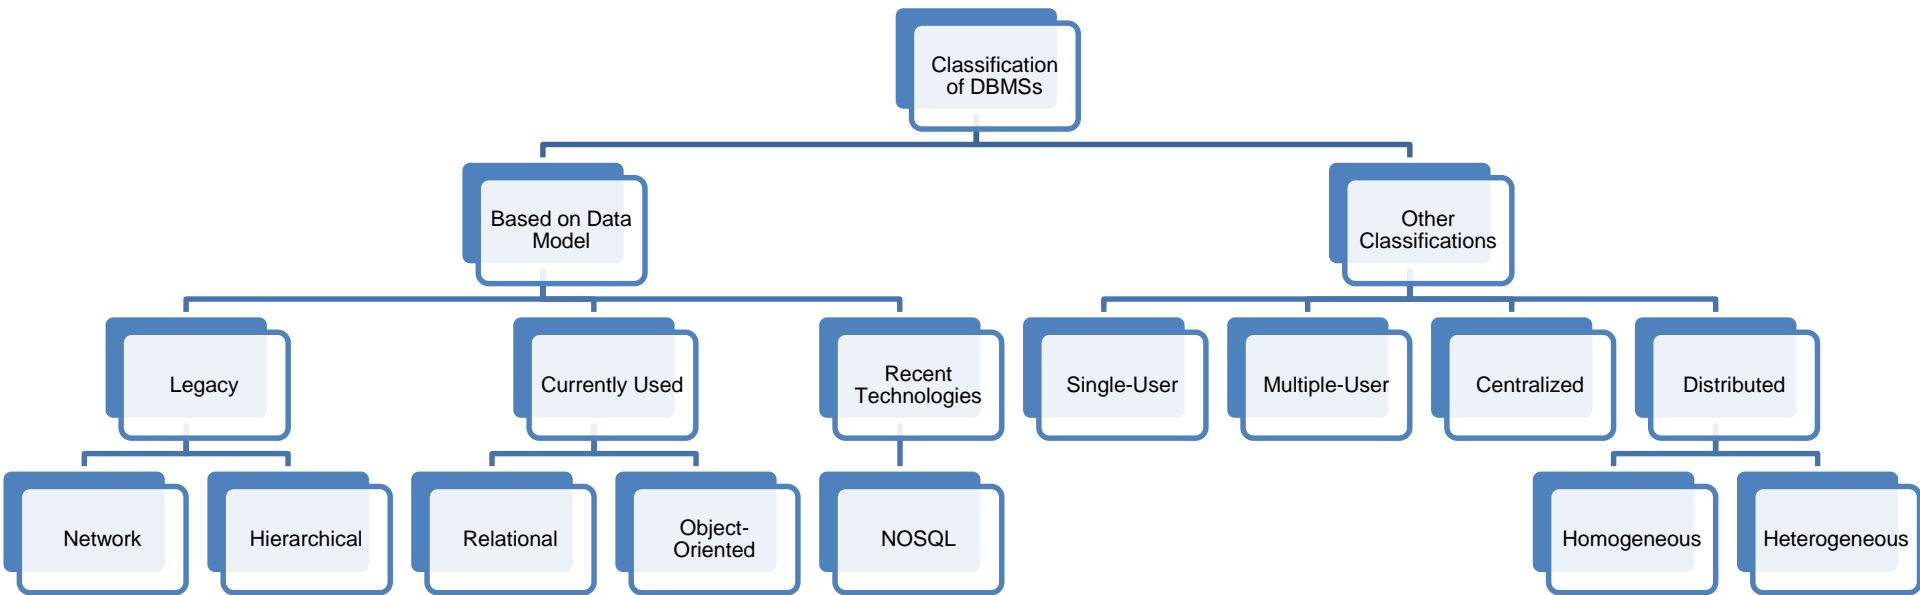 Classification
of DBMSs
Based on Data
Model
Other
Classifications
Legacy
Currently Used
Recent
Technologies
Single-User
Multiple-User
Centralized
Distributed
Network
Hierarchical
Relational
Object-
Oriented
NOSQL
Homogeneous
Heterogeneous